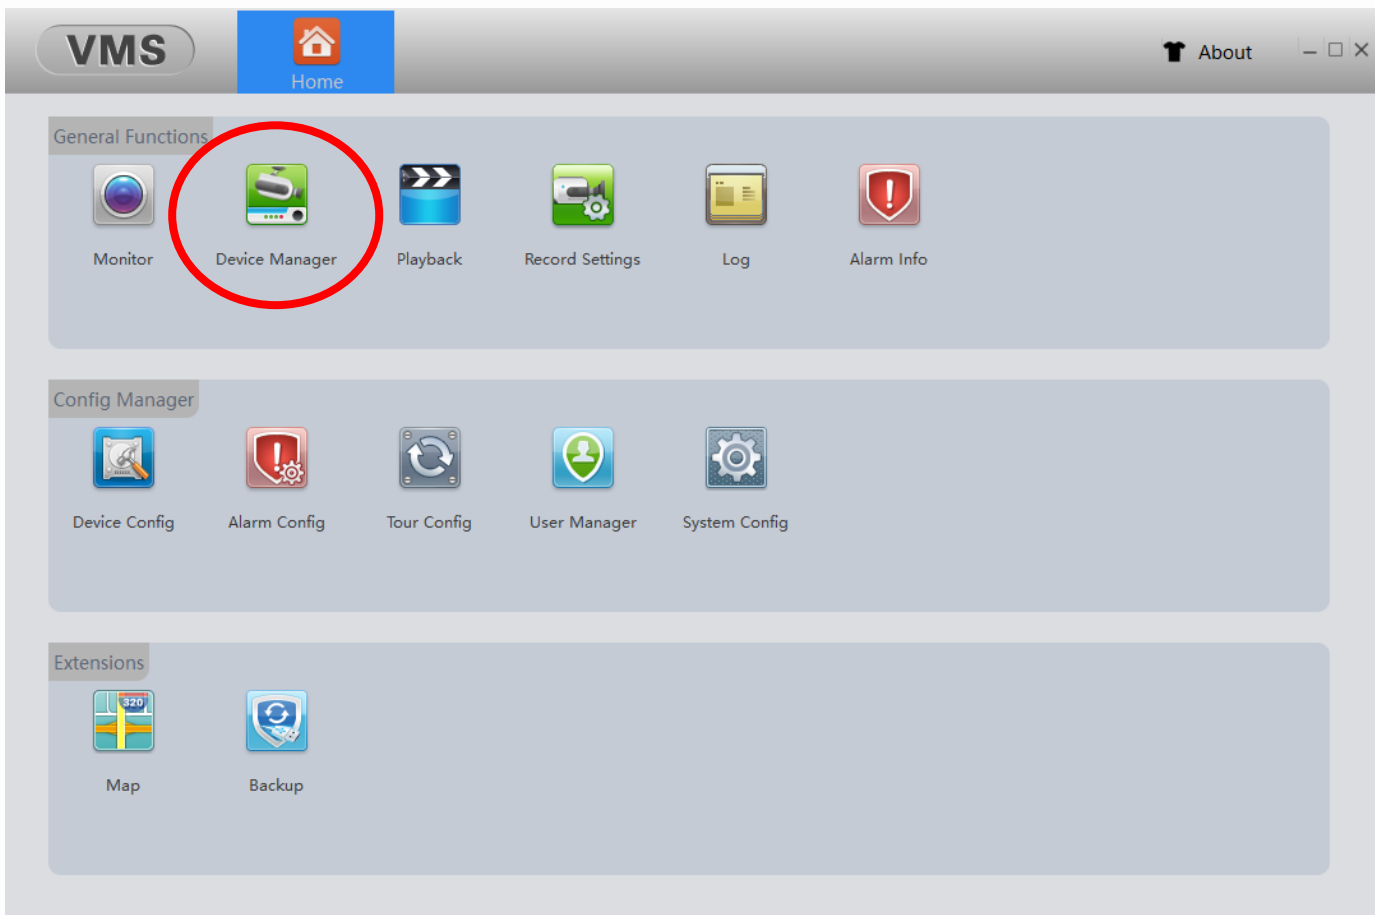 VMS
Home
About
General Functions
Monitor
Device Manager
Playback
Record Settings
Log
Alarm Info
Config Manager
Device Config
Alarm Config
Tour Config
User Manager
System Config
Extensions
320
Map
Backup